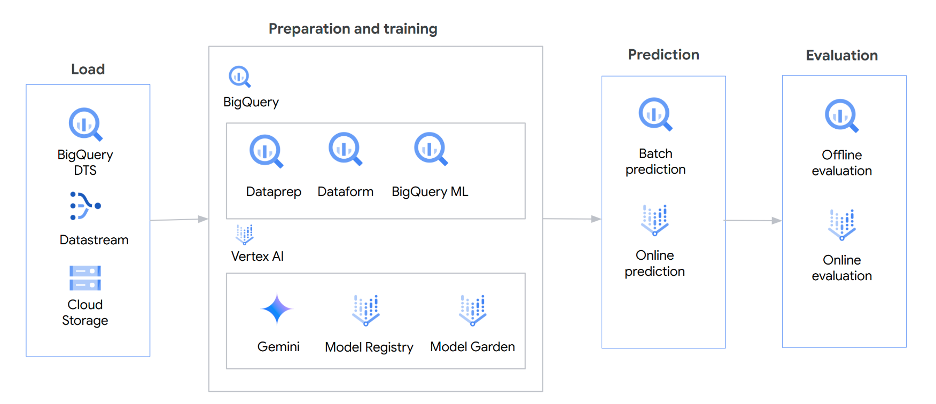 Load
BigQuery
DTS
Datastream
Cloud
Storage
Preparation and training
BigQuery
Dataprep
Dataform
BigQuery ML
Vertex AI
Gemini
Model Registry
Model Garden
Prediction
Batch
prediction
Online
prediction
Evaluation
Offline
evaluation
Online
evaluation